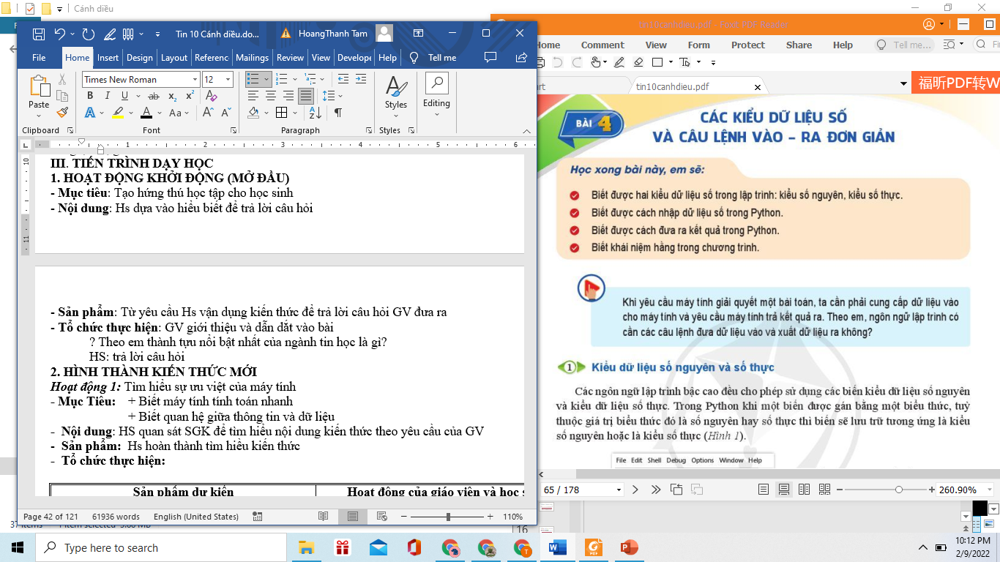 Cánh diều
Tin 10 Cánh diều.do...
HoangThanh Tam
File Home Insert Design Layout Referenc Mailings Review View Develope Help Tell me
Times New Roman 12
Paste
Styles
Editing
Clipboard Font Paragraph Styles
1 2 3 4 5 6
III. TIẾN TRÌNH DẠY HỌC
1. HOẠT ĐỘNG KHỞI ĐỘNG (MỞ ĐẦU)
- Mục tiêu: Tạo hứng thú học tập cho học sinh
- Nội dung: Hs dựa vào hiểu biết để trả lời câu hỏi
- Sản phẩm: Từ yêu cầu Hs vận dụng kiến thức để trả lời câu hỏi GV đưa ra
- Tổ chức thực hiện: GV giới thiệu và dẫn dắt vào bài
? Theo em thành tựu nổi bật nhất của ngành tin học là gì?
HS: trả lời câu hỏi
2. HÌNH THÀNH KIẾN THỨC MỚI
Hoạt động 1: Tìm hiểu sự ưu việt của máy tính
- Mục Tiêu: + Biết máy tính tính toán nhanh
+ Biết quan hệ giữa thông tin và dữ liệu
- Nội dung: HS quan sát SGK để tìm hiểu nội dung kiến thức theo yêu cầu của GV
- Sản phẩm: Hs hoàn thành tìm hiểu kiến thức
- Tổ chức thực hiện:
Sản phẩm dự kiến Hoạt động của giáo viên và học s
Page 42 of 121 61936 words English (United States) 110%
tin10canhdieu.pdf - Foxit PDF Reader
Home Comment View Form Protect Share Help Tell me... Fi
art tin10canhdieu.pdf 福昕PDF转W
BÀI 4
CÁC KIỂU DỮ LIỆU SỐ
VÀ CÂU LỆNH VÀO – RA ĐƠN GIẢN
Học xong bài này, em sẽ:
Biết được hai kiểu dữ liệu số trong lập trình: kiểu số nguyên, kiểu số thực.
Biết được cách nhập dữ liệu số trong Python.
Biết được cách đưa ra kết quả trong Python.
Biết khái niệm hằng trong chương trình.
Khi yêu cầu máy tính giải quyết một bài toán, ta cần phải cung cấp dữ liệu vào
cho máy tính và yêu cầu máy tính trả kết quả ra. Theo em, ngôn ngữ lập trình có
cần các câu lệnh đưa dữ liệu vào và xuất dữ liệu ra không?
1 Kiểu dữ liệu số nguyên và số thực
Các ngôn ngữ lập trình bậc cao đều cho phép sử dụng các biến kiểu dữ liệu số nguyên
và kiểu dữ liệu số thực. Trong Python khi một biến được gán bằng một biểu thức, tuỳ
thuộc giá trị biểu thức đó là số nguyên hay số thực thì biến sẽ lưu trữ tương ứng là kiểu
số nguyên hoặc là kiểu số thực (Hình 1).
File Edit Shell Debug Options Window Help
65 / 178 260.90%
16
Type here to search
10:12 PM
2/9/2022